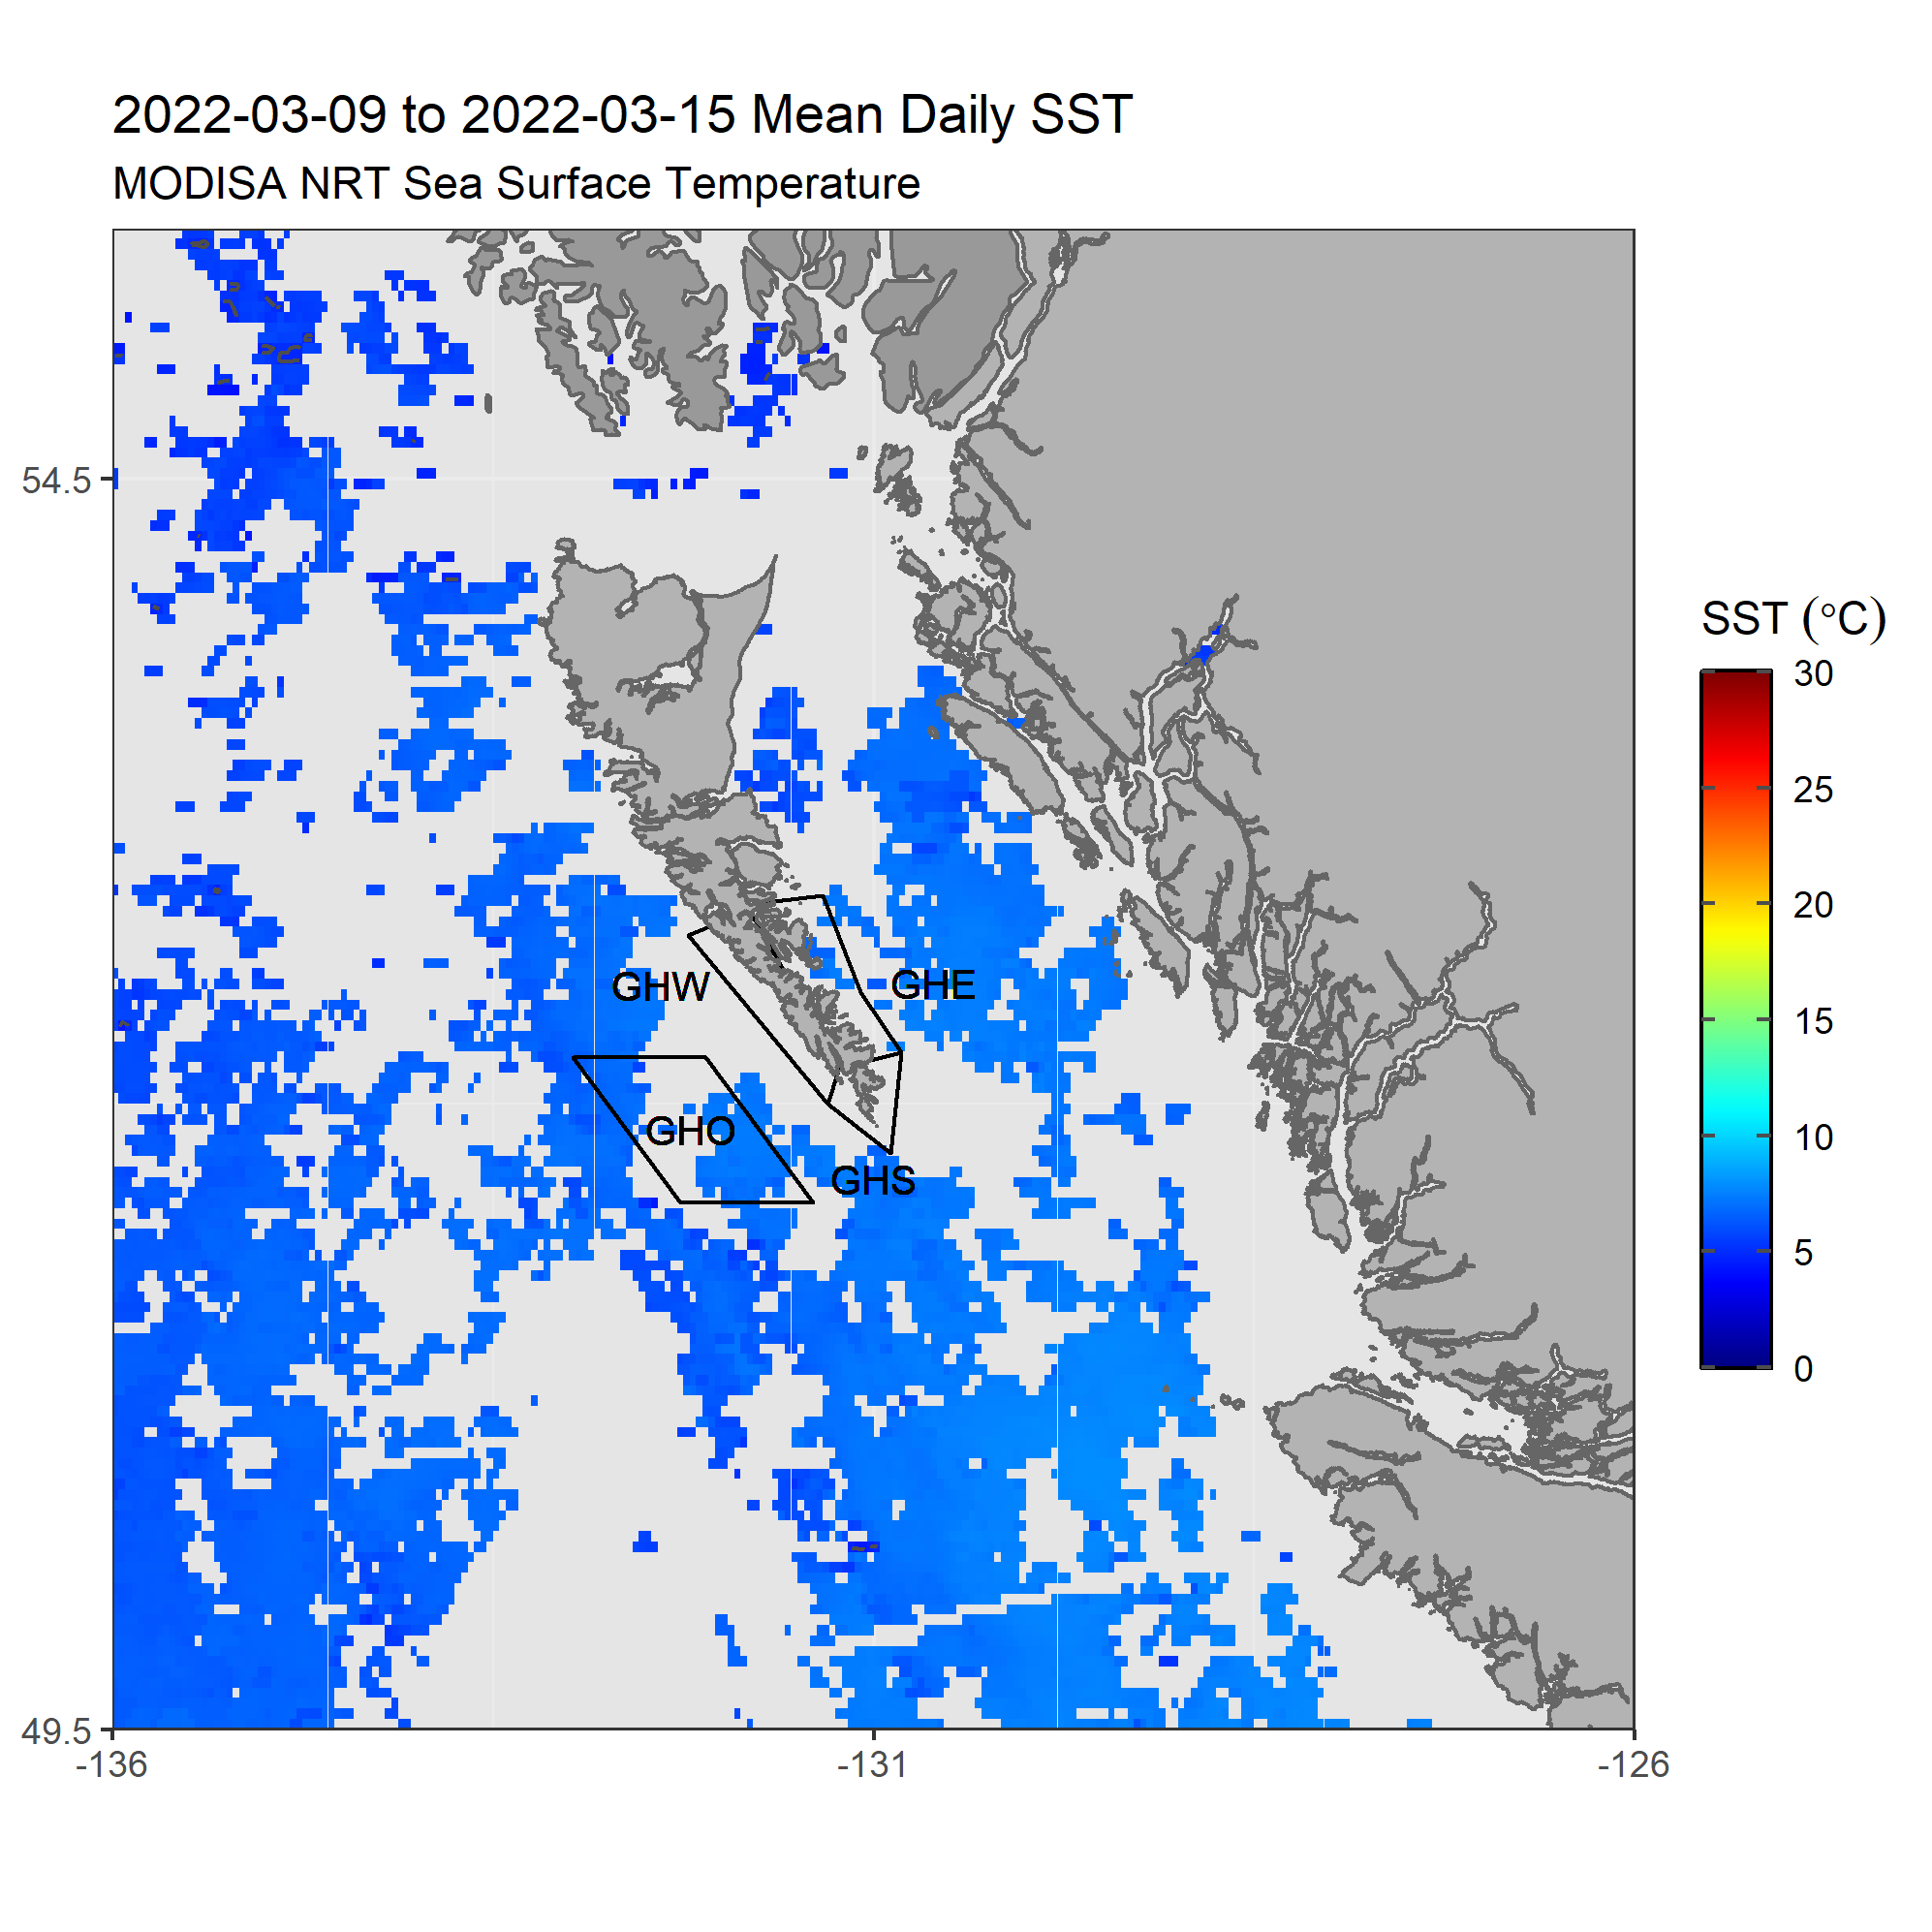 2022-03-09 to 2022-03-15 Mean Daily SST
MODISA NRT Sea Surface Temperature
54.5
49.5
-136
-131
-126
GHW
GHE
GHO
GHS
SST (°C)
30
25
20
15
10
5
0